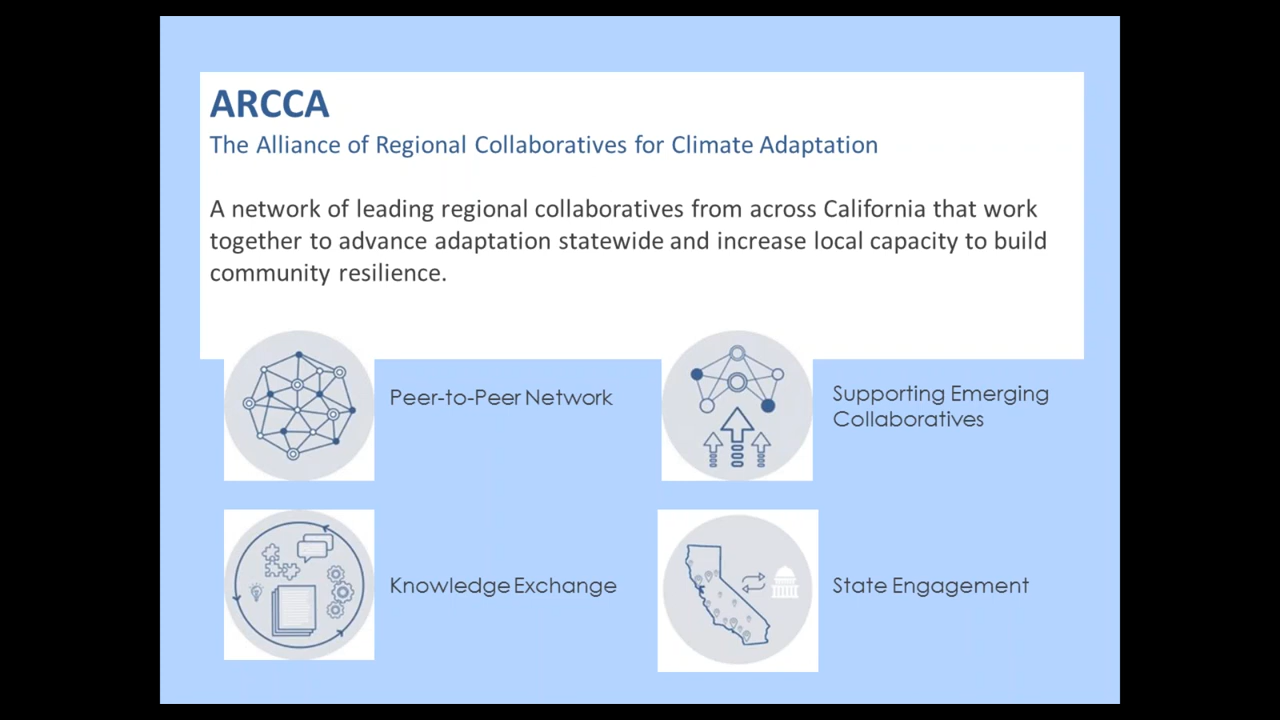 ARCCA
The Alliance of Regional Collaboratives for Climate Adaptation
A network of leading regional collaboratives from across California that work
together to advance adaptation statewide and increase local capacity to build
community resilience.
Peer-to-Peer Network
Supporting Emerging
Collaboratives
Knowledge Exchange
State Engagement